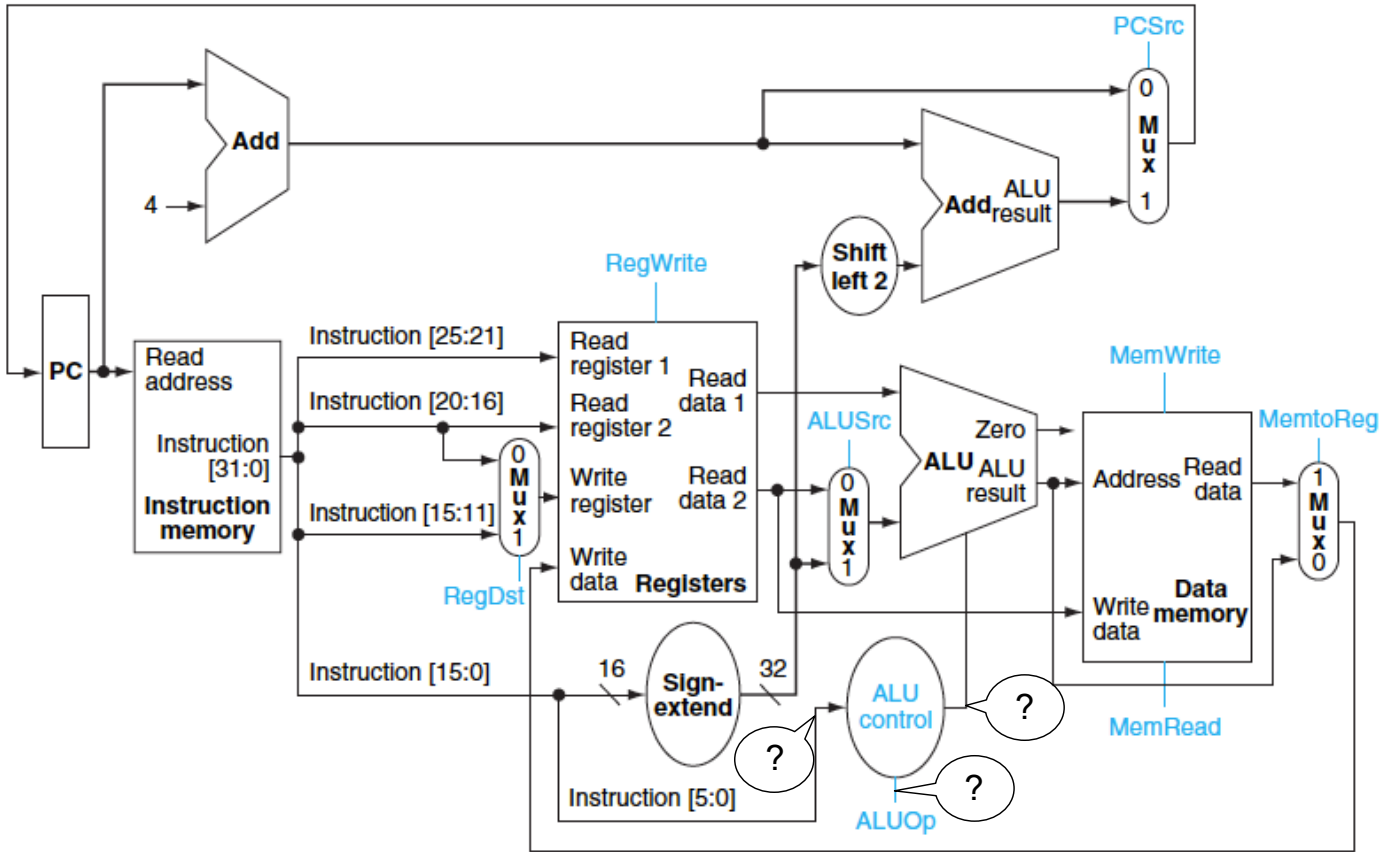 PCSrc
0
M
u
x
1
Add
4
Add
ALU
result
Shift
left 2
RegWrite
PC
Read
address
Instruction
[31:0]
Instruction
memory
Instruction [25:21]
Instruction [20:16]
Instruction [15:11]
Instruction [15:0]
0
M
u
x
1
RegDst
Read
register 1
Read
register 2
Write
register
Write
data
Read
data 1
Read
data 2
Registers
ALUSrc
0
M
u
x
1
Zero
ALU
ALU
result
MemWrite
Address
Read
data
Write
data
Data
memory
MemRead
MemtoReg
1
M
u
x
0
16
Sign-
extend
32
ALU
control
?
?
?
Instruction [5:0]
ALUOp